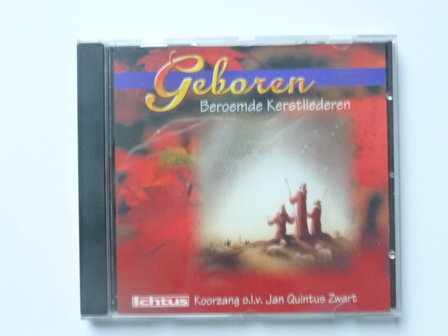 Geboren
Beroemde Kerstliederen
Ichtus Koorzang o.l.v. Jan Quintus Zwart